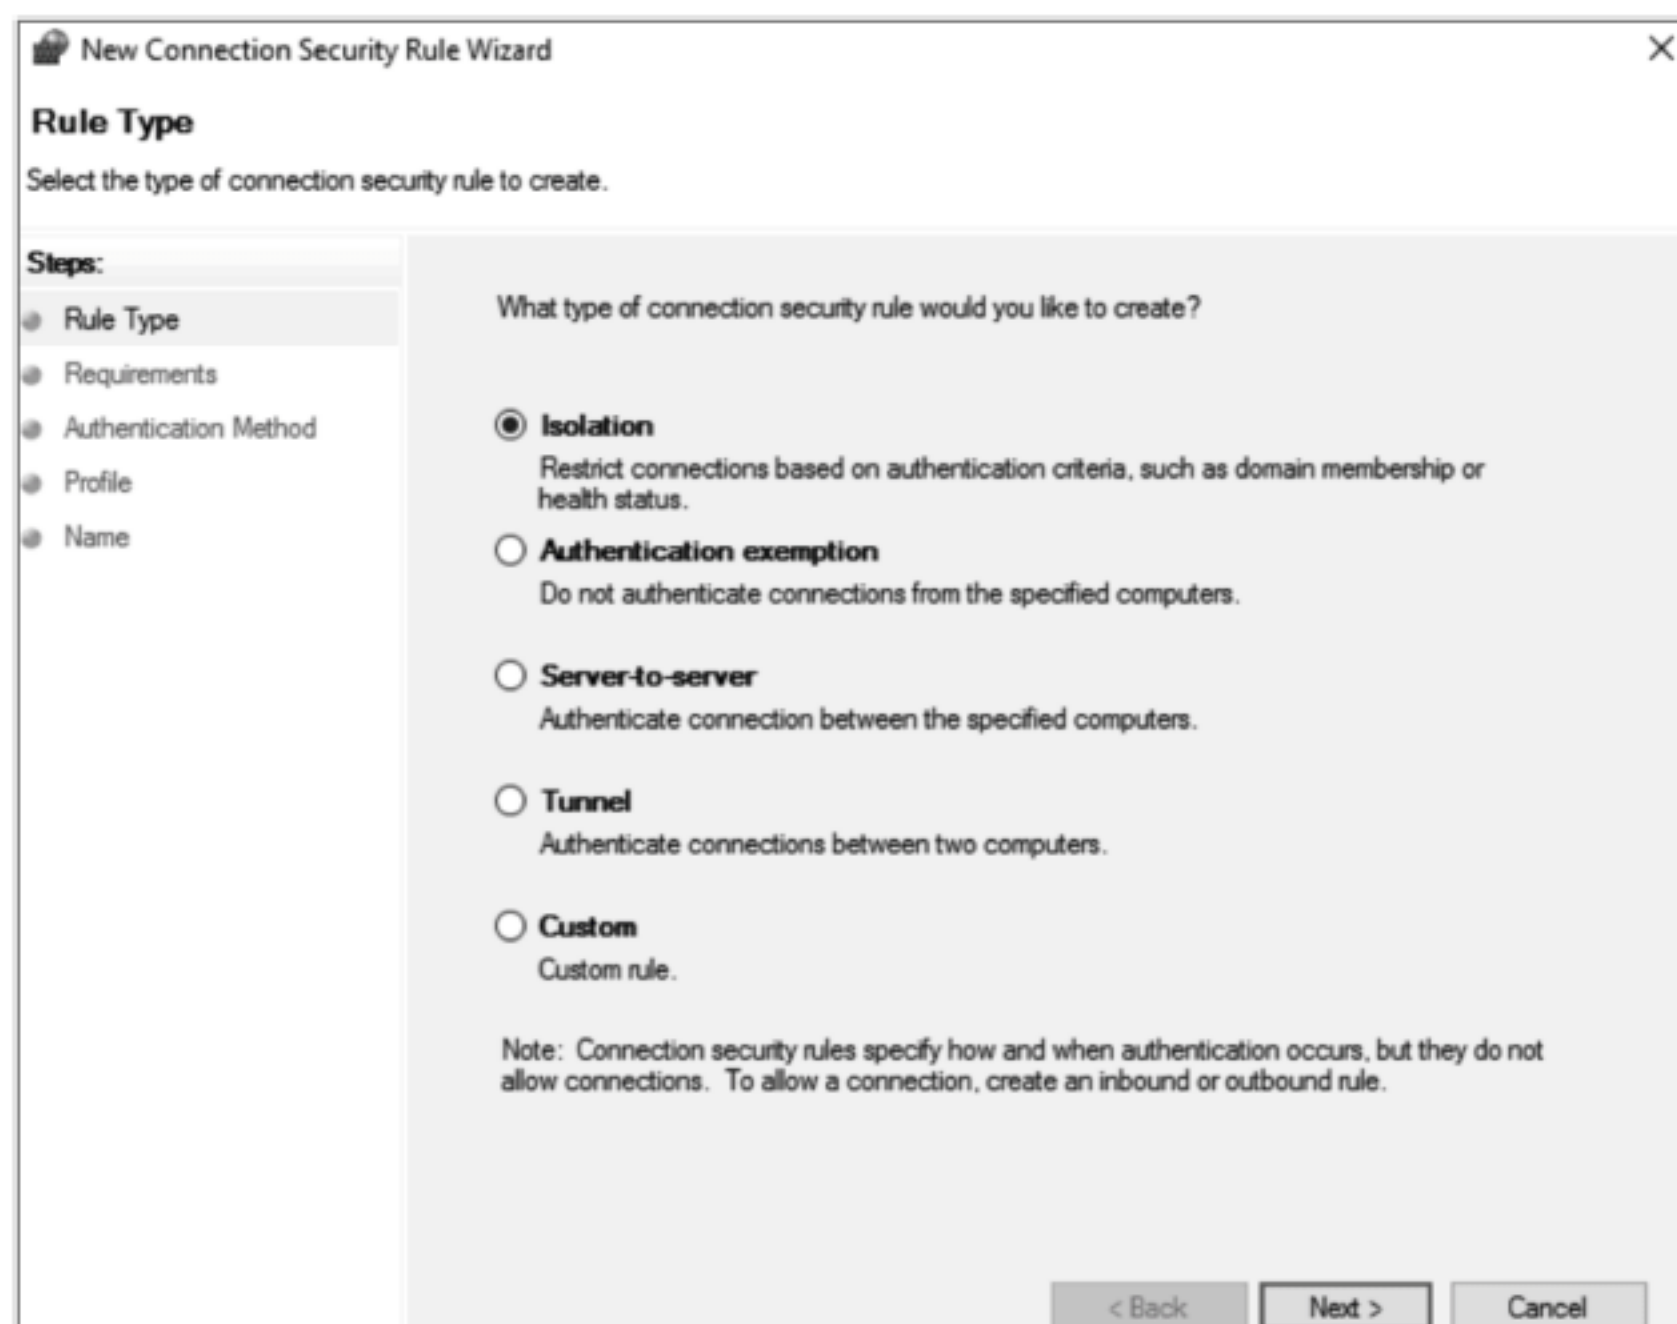 New Connection Security Rule Wizard
Rule Type
Select the type of connection security rule to create.
Steps:
Rule Type
Requirements
Authentication Method
Profile
Name
What type of connection security rule would you like to create?
Isolation
Restrict connections based on authentication criteria, such as domain membership or
health status.
Authentication exemption
Do not authenticate connections from the specified computers.
Server-to-server
Authenticate connection between the specified computers.
Tunnel
Authenticate connections between two computers.
Custom
Custom rule.
Note: Connection security rules specify how and when authentication occurs, but they do not
allow connections. To allow a connection, create an inbound or outbound rule.
< Back
Next >
Cancel